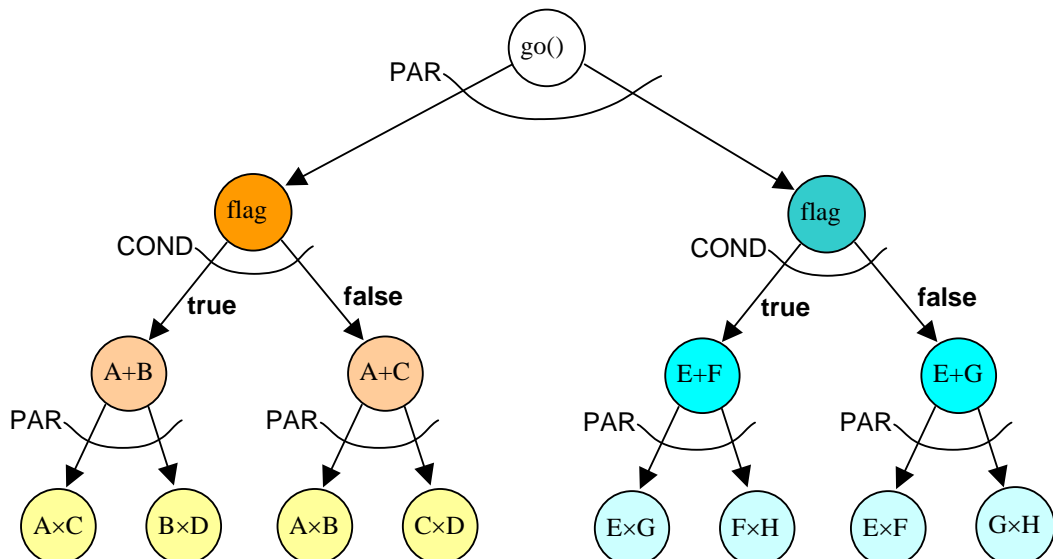 go()
PAR
flag
flag
COND
COND
true
false
true
false
A+B
A+C
E+F
E+G
PAR
PAR
PAR
PAR
A×C
B×D
A×B
C×D
E×G
F×H
E×F
G×H